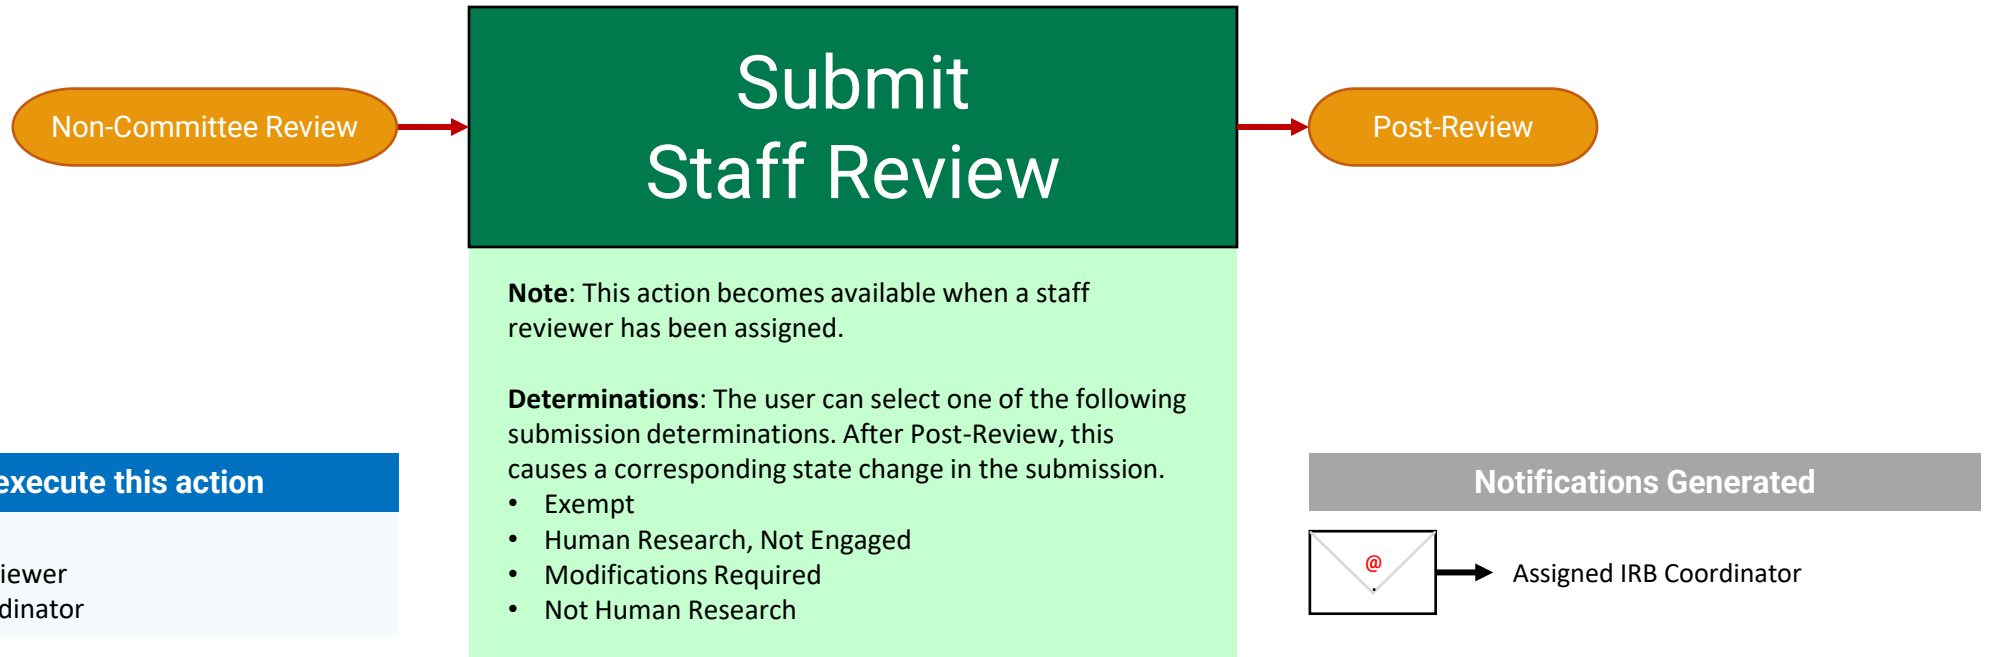 Submit
Staff Review
Non-Committee Review
Post-Review
Note: This action becomes available when a staff
reviewer has been assigned.
Determinations: The user can select one of the following
submission determinations. After Post-Review, this
causes a corresponding state change in the submission.
• Exempt
• Human Research, Not Engaged
• Modifications Required
• Not Human Research
execute this action
iewer
dinator
Notifications Generated
@
Assigned IRB Coordinator